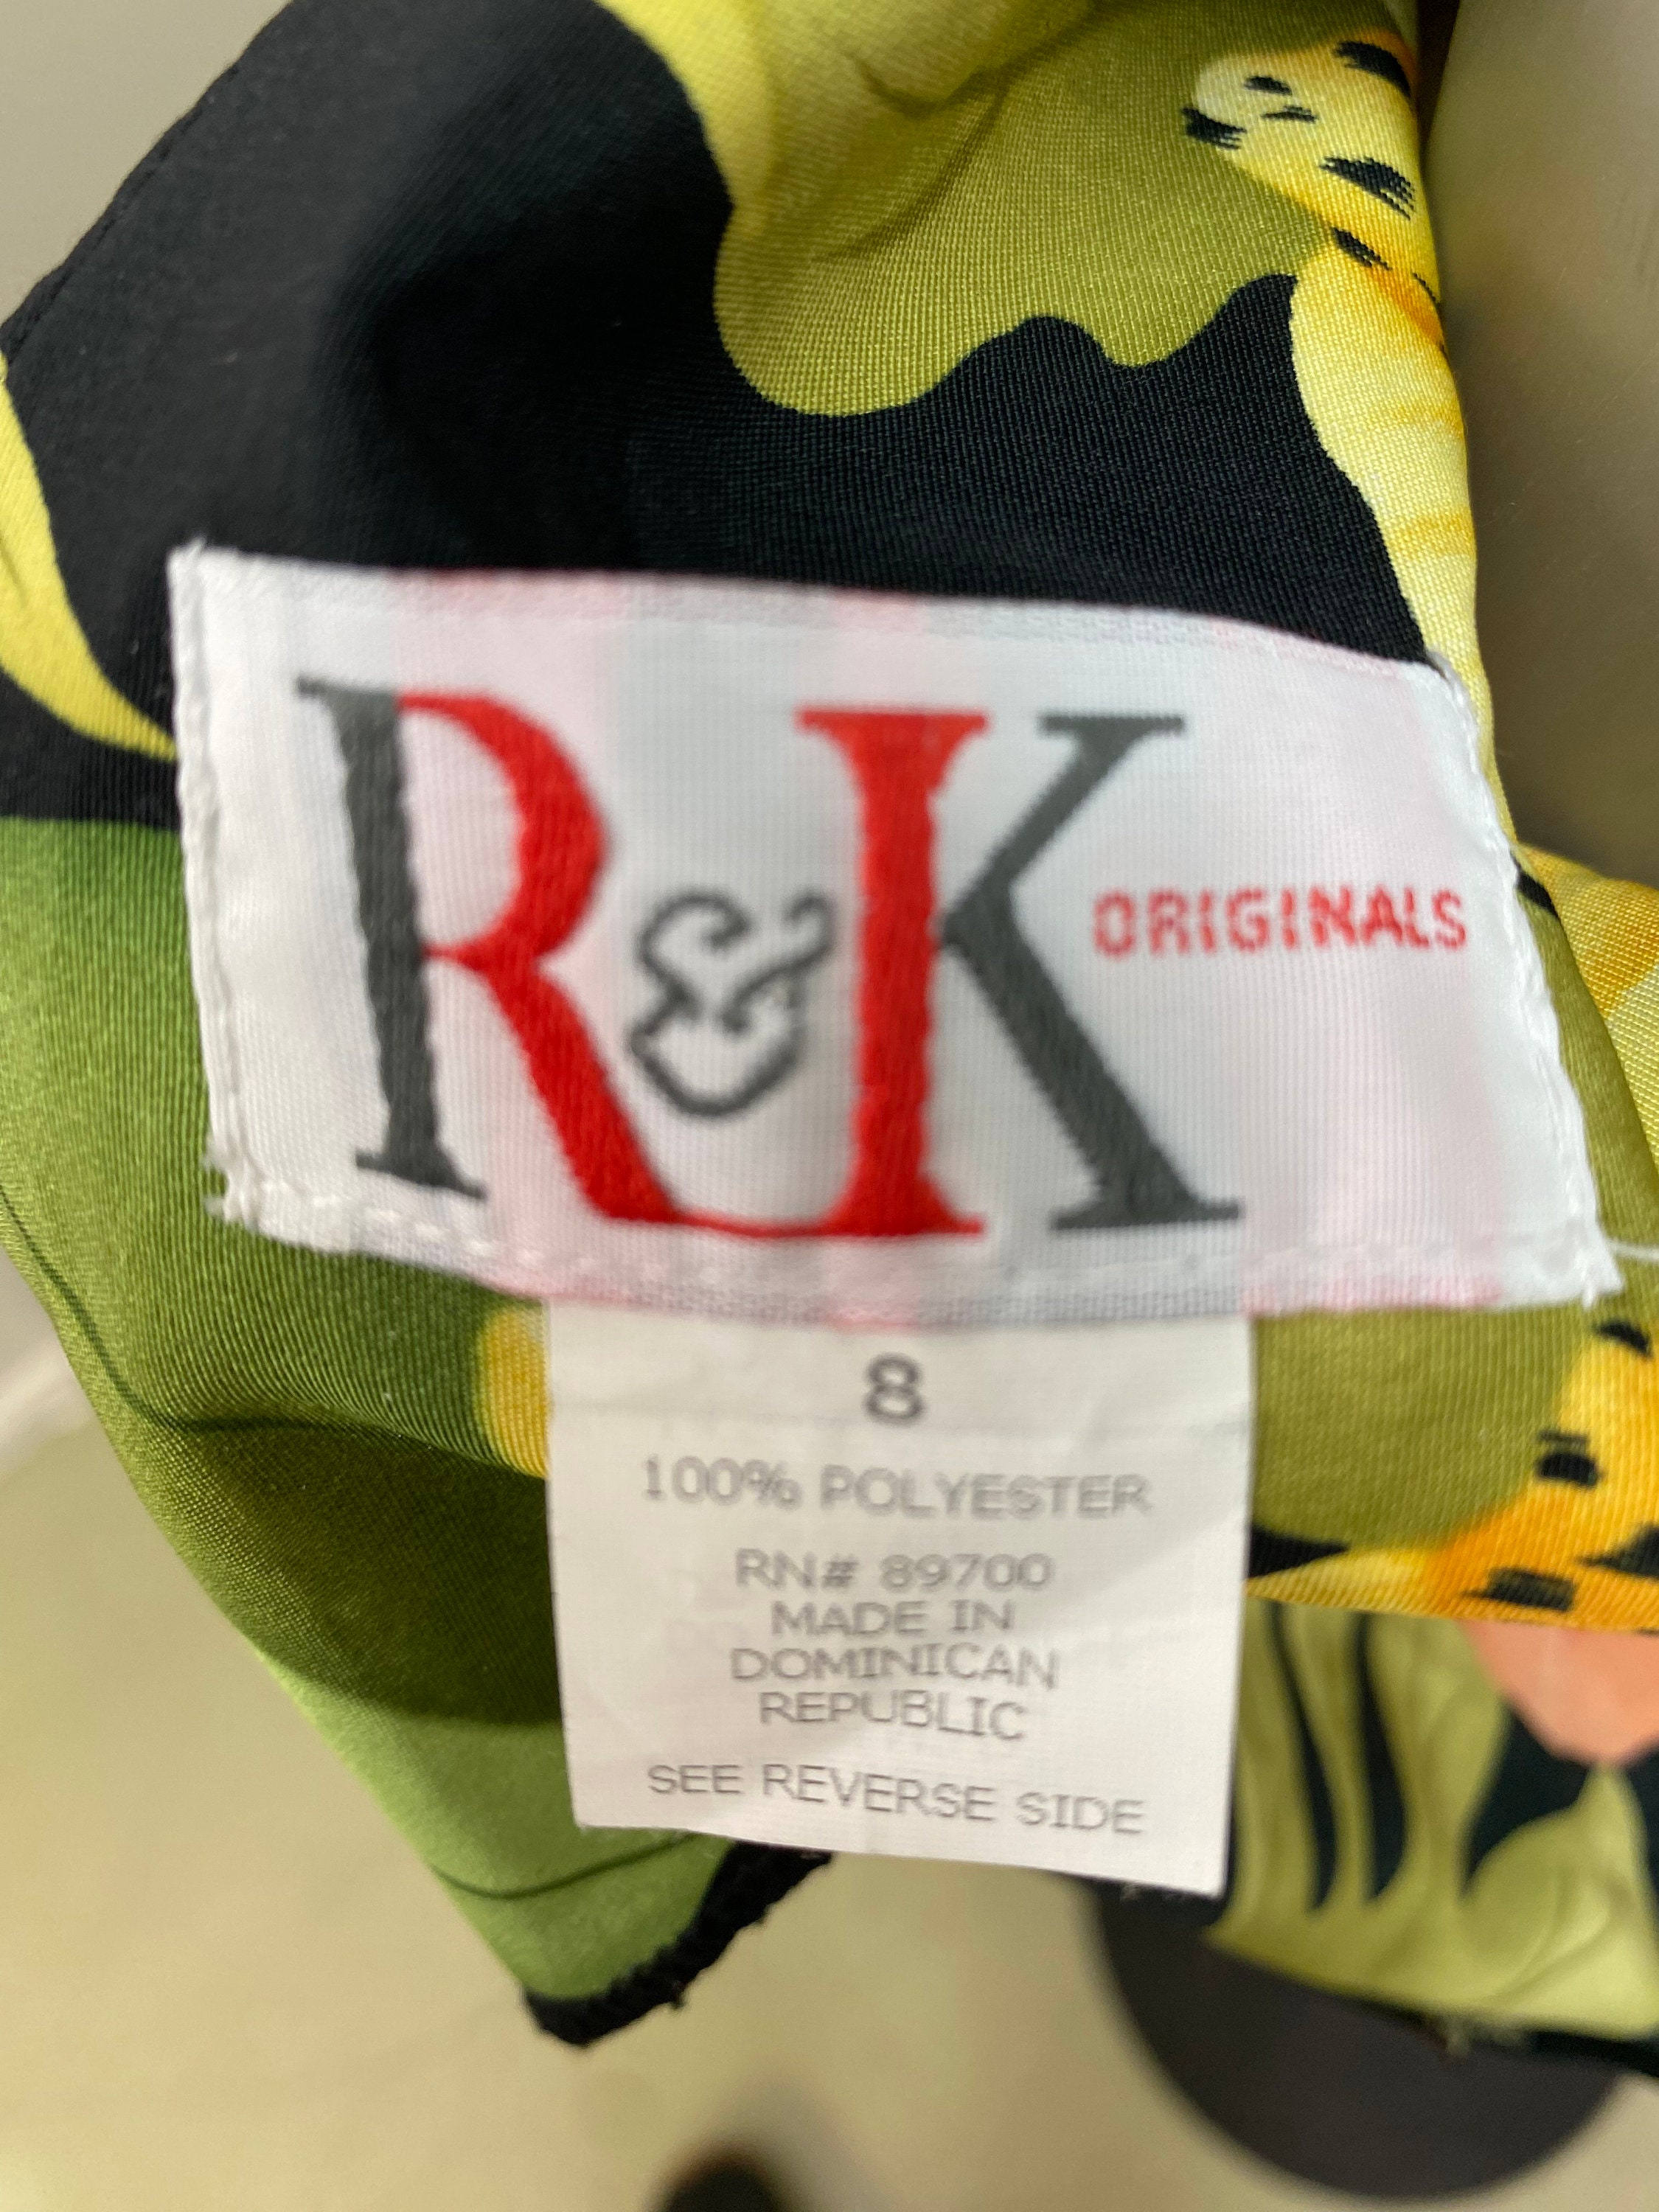 R&K ORIGINALS
8
100% POLYESTER
RN# 89700
MADE IN
DOMINICAN
REPUBLIC
SEE REVERSE SIDE